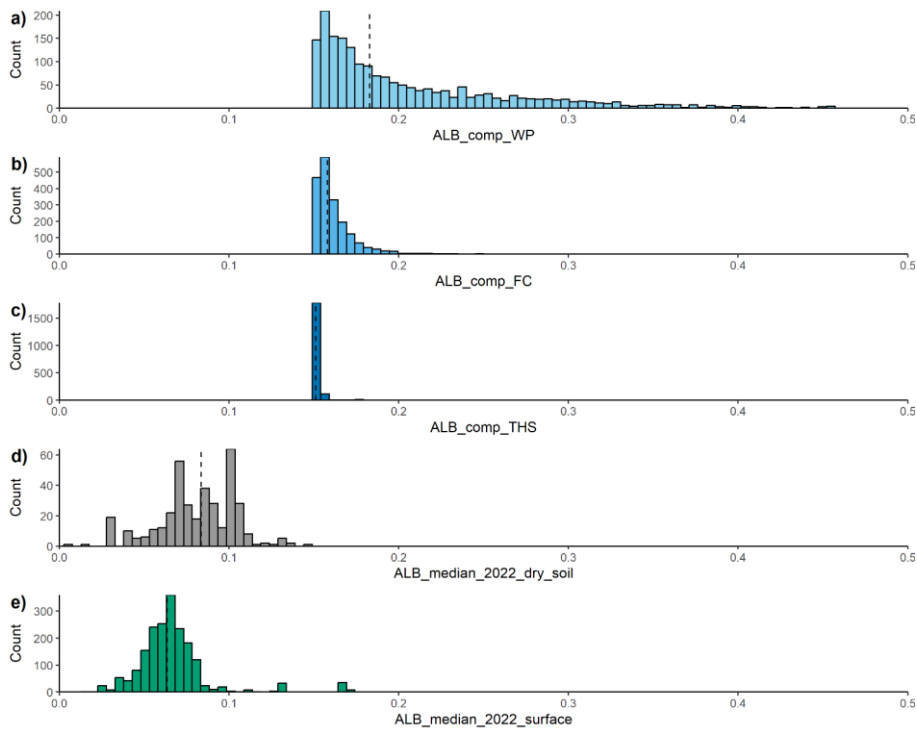 a)
Count
200
150
100
50
0
0.0 0.1 0.2 0.3 0.4 0.5
ALB_comp_WP
b)
Count
500
400
300
200
100
0
0.0 0.1 0.2 0.3 0.4 0.5
ALB_comp_FC
c)
Count
1500
1000
500
0
0.0 0.1 0.2 0.3 0.4 0.5
ALB_comp_THS
d)
Count
60
40
20
0
0.0 0.1 0.2 0.3 0.4 0.5
ALB_median_2022_dry_soil
e)
Count
300
200
100
0
0.0 0.1 0.2 0.3 0.4 0.5
ALB_median_2022_surface